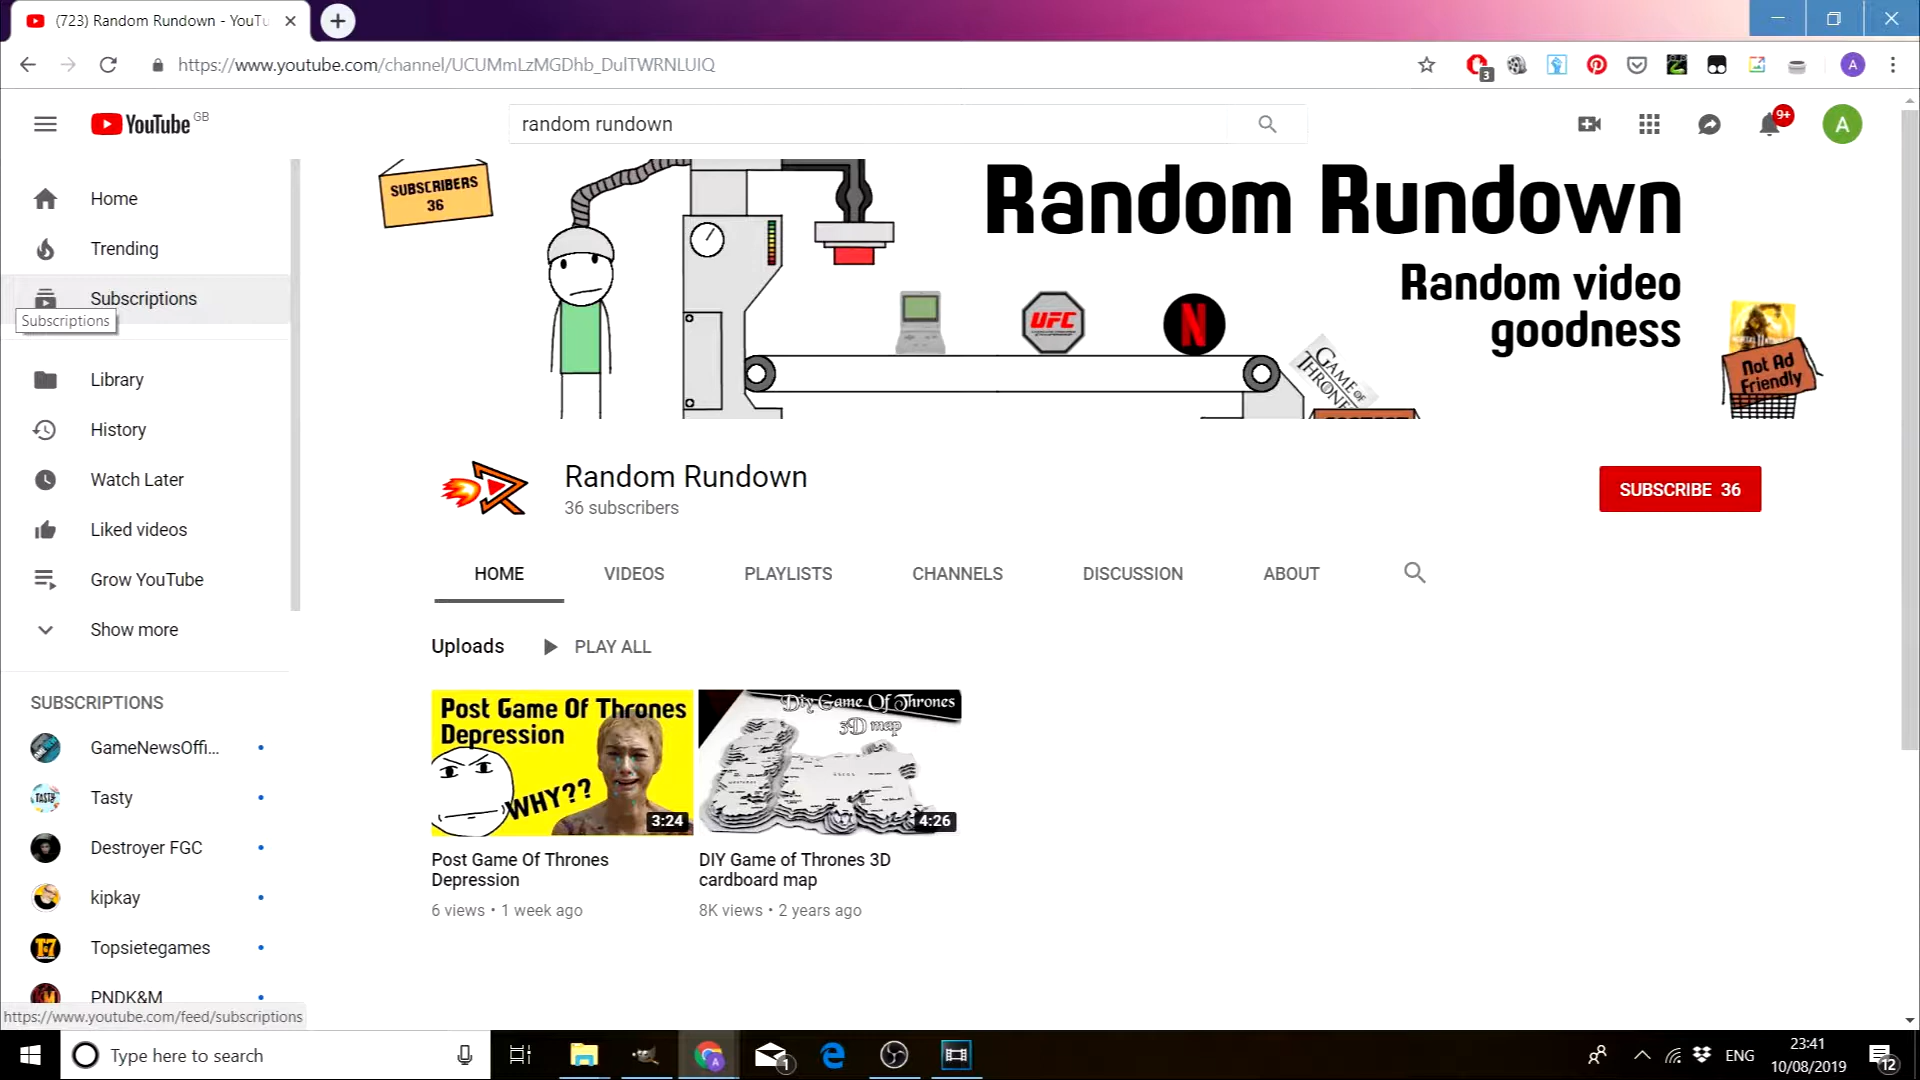 (723) Random Rundown - YouTu
https://www.youtube.com/channel/UCUMmLzMGDhb_DulTWRNLUIQ
3
A
YouTube GB
random rundown
9+
A
Home
Trending
Subscriptions
Subscriptions
Library
History
Watch Later
Liked videos
Grow YouTube
Show more
SUBSCRIPTIONS
GameNewsOffi...
TASTY
Tasty
Destroyer FGC
kipkay
T7
Topsietegames
PNDK&M
https://www.youtube.com/feed/subscriptions
SUBSCRIBERS
36
Random Rundown
Random video
goodness
UFC
N
GAME OF
THRONES
Not Ad
Friendly
Random Rundown
36 subscribers
SUBSCRIBE 36
HOME
VIDEOS
PLAYLISTS
CHANNELS
DISCUSSION
ABOUT
Uploads
PLAY ALL
Post Game Of Thrones
Depression
WHY??
3:24
Diy Game Of Thrones
3D map
4:26
Post Game Of Thrones
Depression
6 views • 1 week ago
DIY Game of Thrones 3D
cardboard map
8K views • 2 years ago
Type here to search
A
1
ENG
23:41
10/08/2019
12